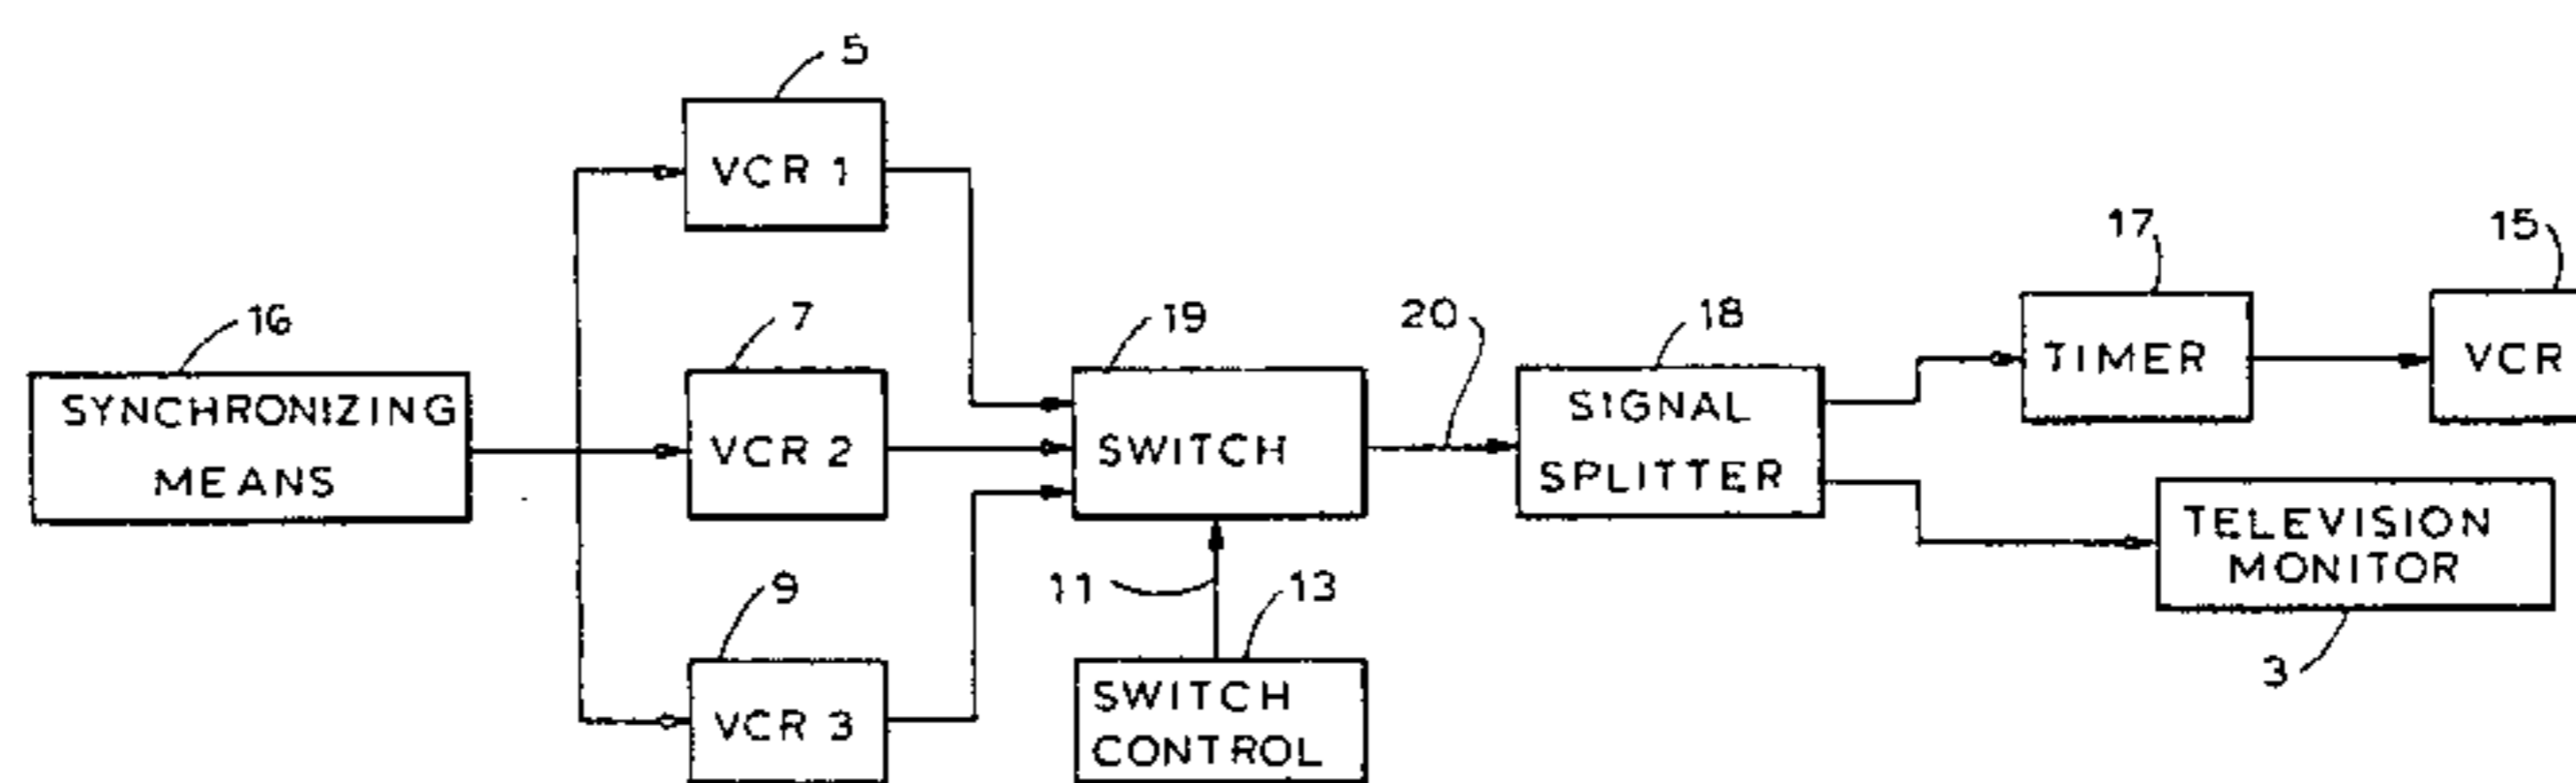 5
VCR 1
16
SYNCHRONIZING
MEANS
7
VCR 2
9
VCR 3
19
SWITCH
11
13
SWITCH
CONTROL
20
18
SIGNAL
SPLITTER
17
TIMER
15
VCR
TELEVISION
MONITOR
3